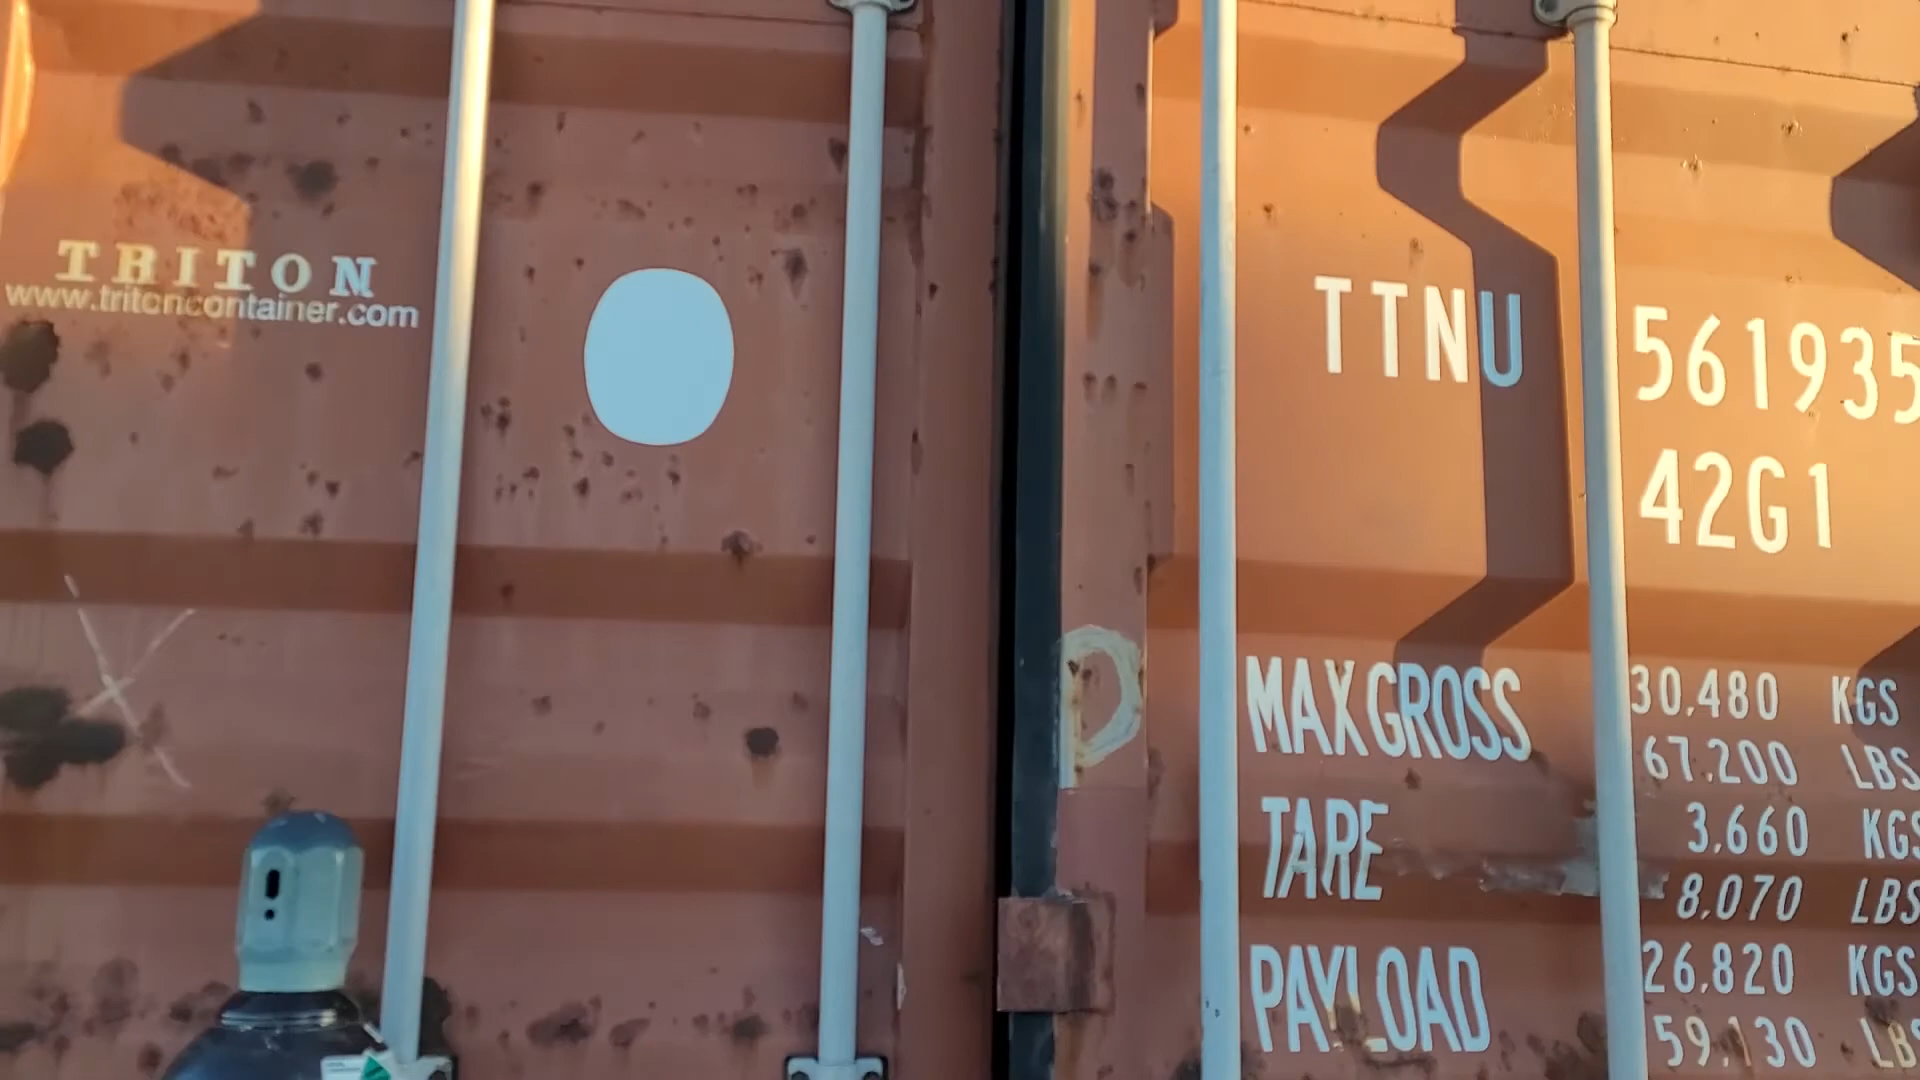 TRITON
www.tritoncontainer.com
TTNU 561935
42G1
MAX GROSS 30,480 KGS
67,200 LBS
TARE 3,660 KGS
8,070 LBS
PAYLOAD 26,820 KGS
59,130 LB